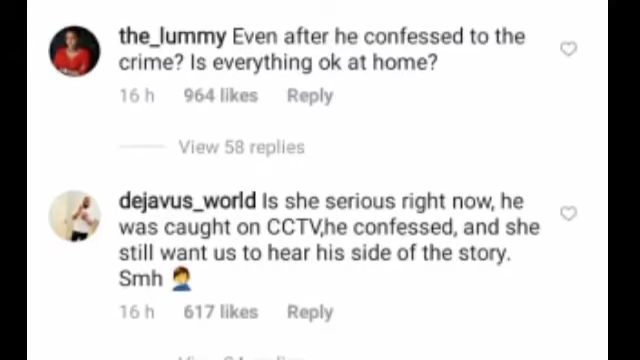 the_lummy Even after he confessed to the
crime? Is everything ok at home?
16 h 964 likes Reply
View 58 replies
dejavus_world Is she serious right now, he
was caught on CCTV,he confessed, and she
still want us to hear his side of the story.
Smh 🤦‍♂️
16 h 617 likes Reply